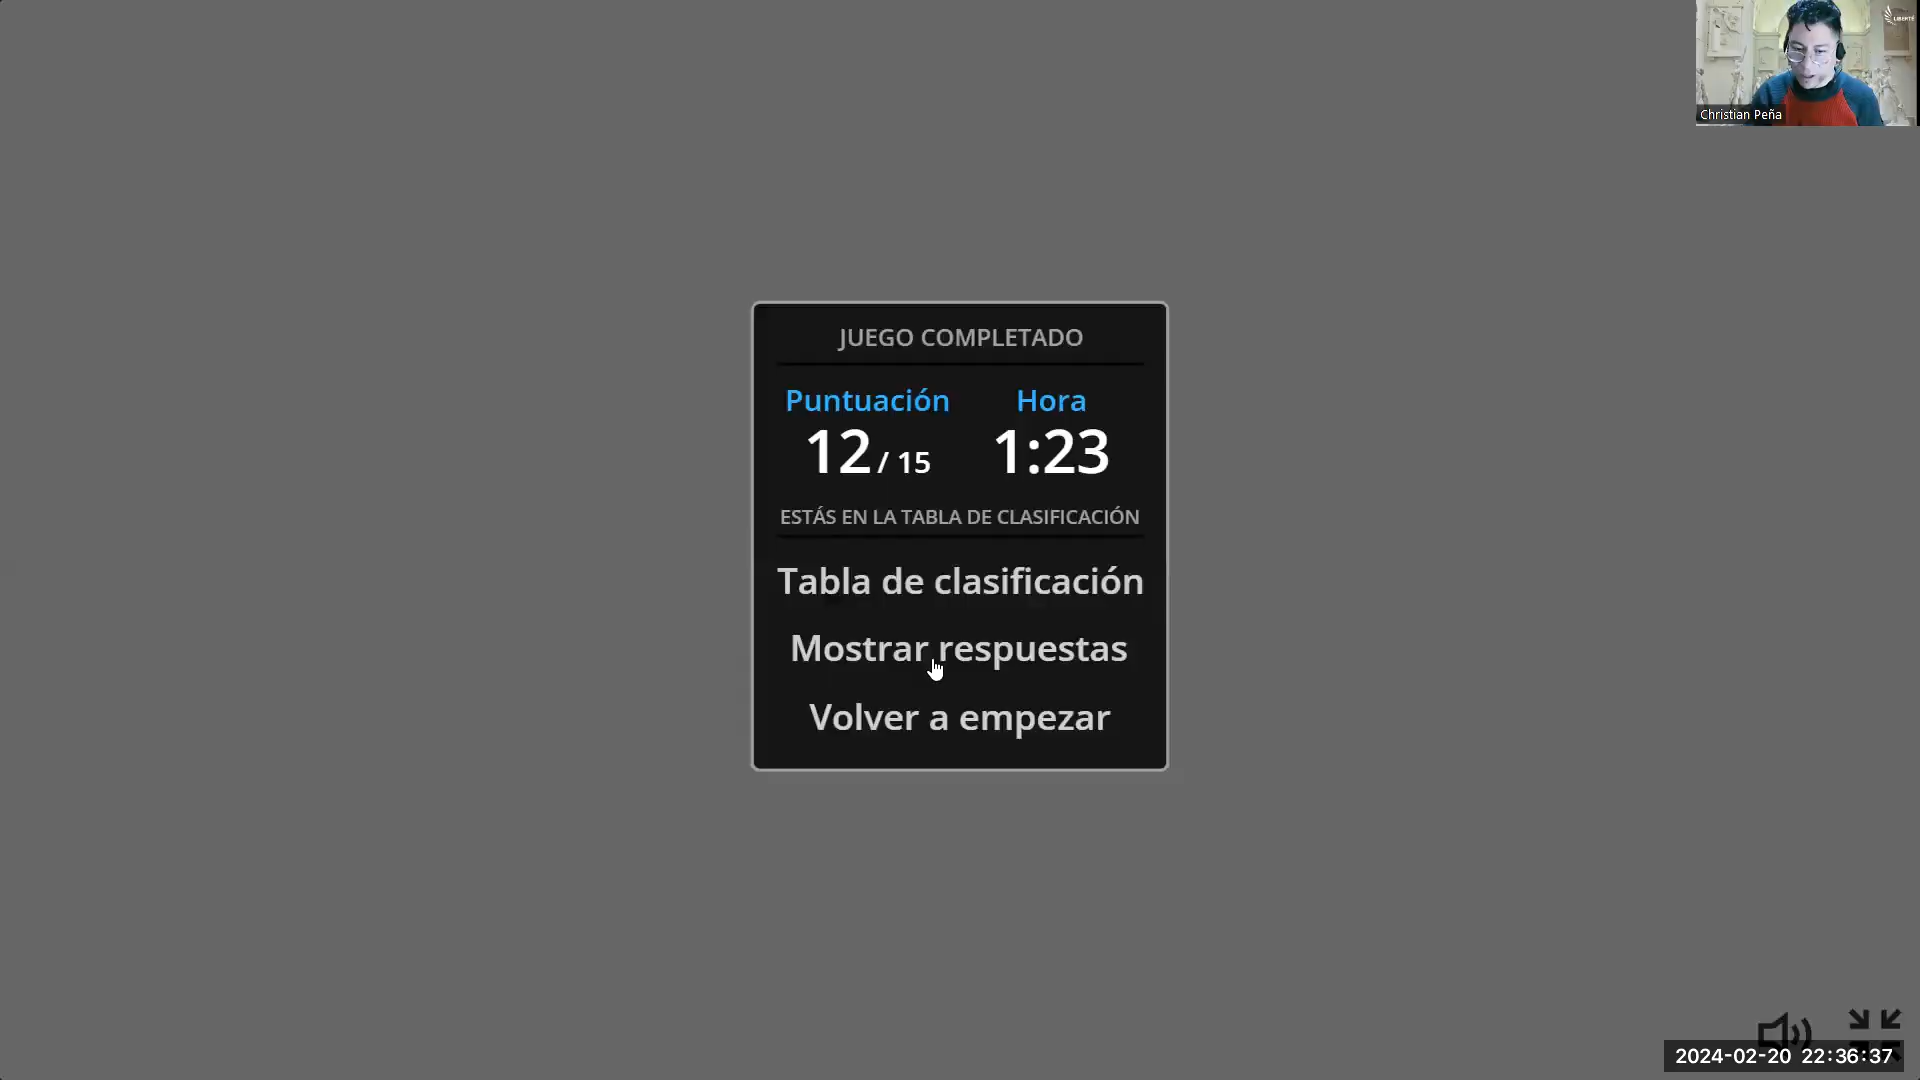 LIBERTÉ
Christian Peña
JUEGO COMPLETADO
Puntuación Hora
12 / 15 1:23
ESTÁS EN LA TABLA DE CLASIFICACIÓN
Tabla de clasificación
Mostrar respuestas
Volver a empezar
2024-02-20 22:36:37